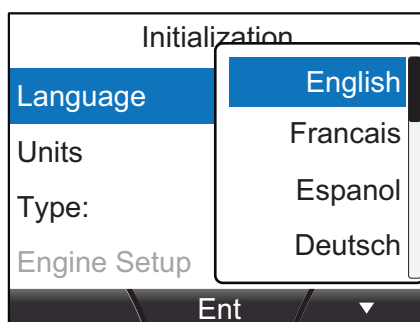 Initialization
Language
English
Units
Francais
Type:
Espanol
Engine Setup
Deutsch
Ent